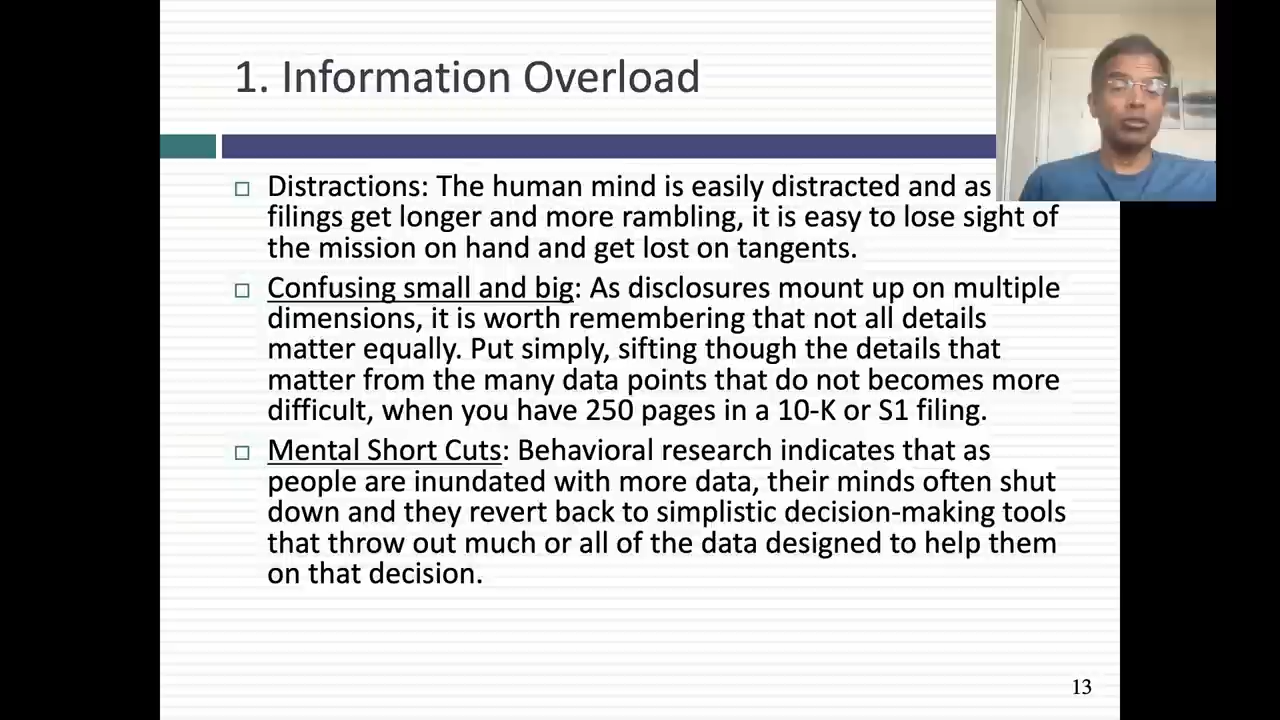 1. Information Overload
Distractions: The human mind is easily distracted and as
filings get longer and more rambling, it is easy to lose sight of
the mission on hand and get lost on tangents.
Confusing small and big: As disclosures mount up on multiple
dimensions, it is worth remembering that not all details
matter equally. Put simply, sifting though the details that
matter from the many data points that do not becomes more
difficult, when you have 250 pages in a 10-K or S1 filing.
Mental Short Cuts: Behavioral research indicates that as
people are inundated with more data, their minds often shut
down and they revert back to simplistic decision-making tools
that throw out much or all of the data designed to help them
on that decision.
13